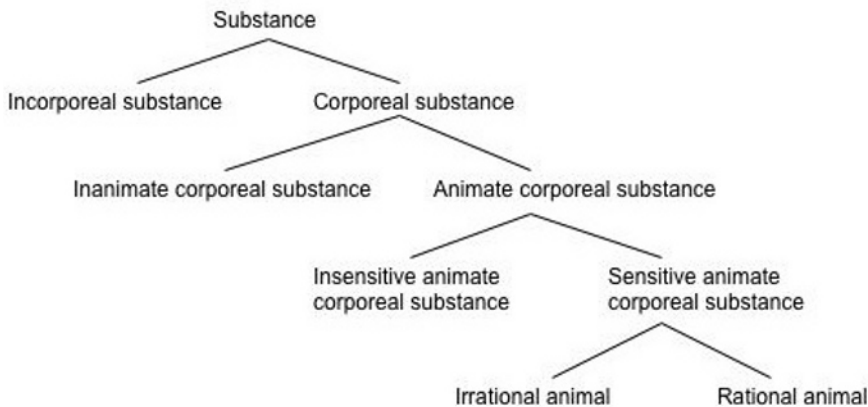 Substance
Incorporeal substance
Corporeal substance
Inanimate corporeal substance
Animate corporeal substance
Insensitive animate
corporeal substance
Sensitive animate
corporeal substance
Irrational animal
Rational animal